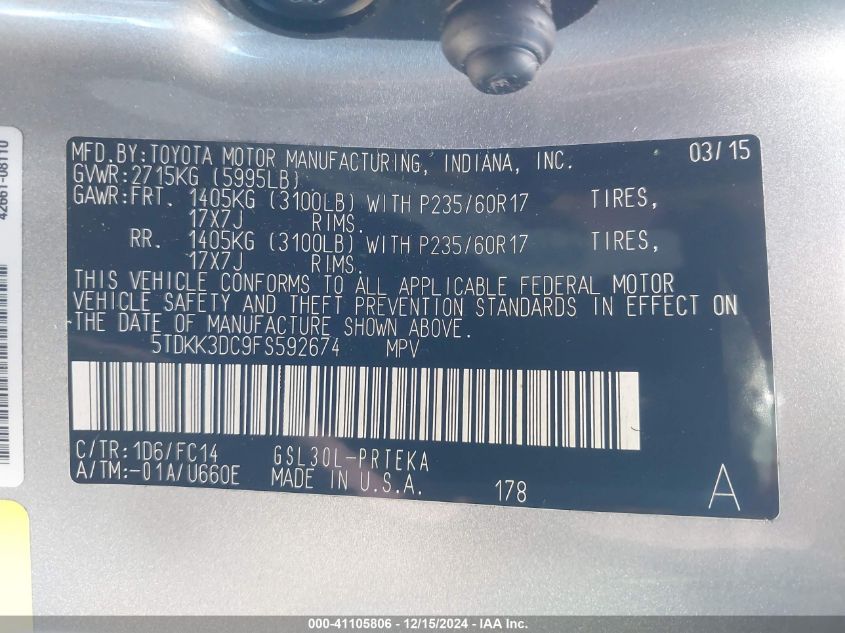 42661-08110
MFD.BY:TOYOTA MOTOR MANUFACTURING, INDIANA, INC. 03/15
GVWR:2715KG (5995LB)
GAWR:FRT. 1405KG (3100LB) WITH P235/60R17 TIRES,
17X7J RIMS.
RR. 1405KG (3100LB) WITH P235/60R17 TIRES,
17X7J RIMS.
THIS VEHICLE CONFORMS TO ALL APPLICABLE FEDERAL MOTOR
VEHICLE SAFETY AND THEFT PREVENTION STANDARDS IN EFFECT ON
THE DATE OF MANUFACTURE SHOWN ABOVE.
5TDKK3DC9FS592674 MPV
C/TR:1D6/FC14 GSL30L-PRTEKA
A/TM:-01A/U660E MADE IN U.S.A. 178 A
000-41105806 - 12/15/2024 - IAA Inc.